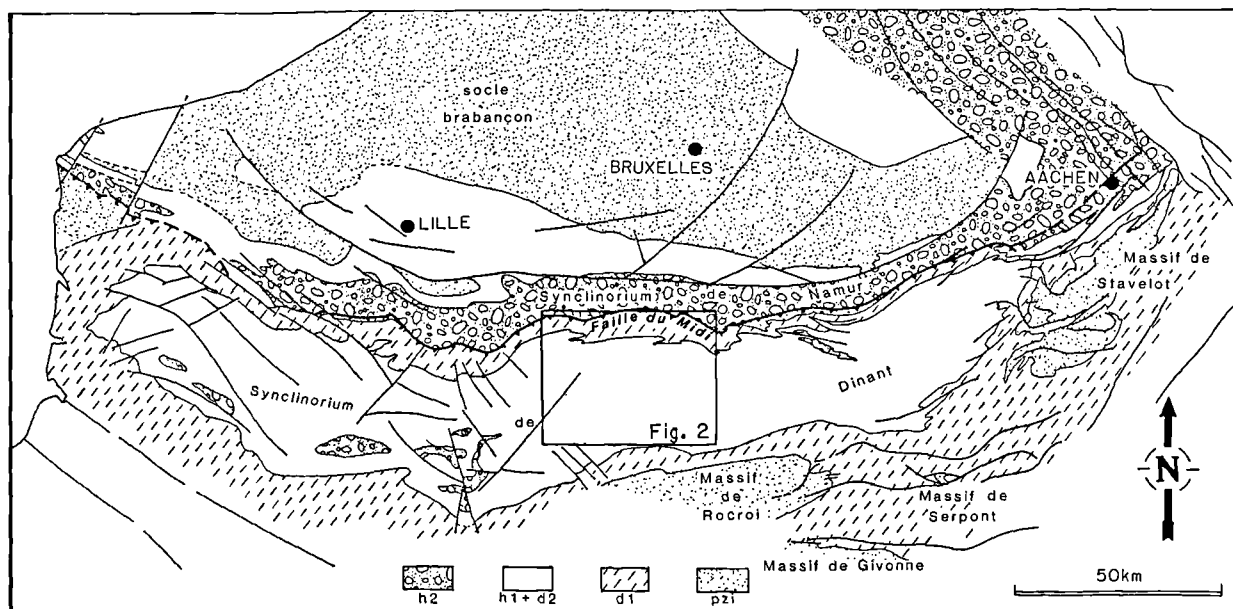 socle
brabançon
BRUXELLES
AACHEN
LILLE
Massif de
Stavelot
Synclinorium de Namur
Faille du Midi
Synclinorium de Dinant
Fig. 2
Massif
de
Rocroi
Massif de
Serpont
N
Massif de Givonne
50km
h2
h1+d2
d1
pzi